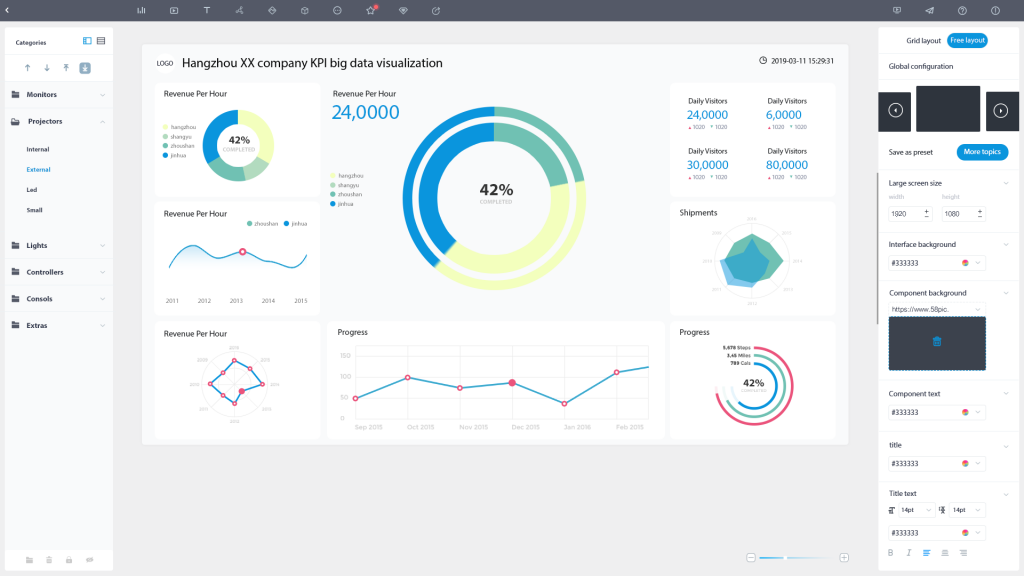 Categories
Monitors
Projectors
Internal
External
Led
Small
Lights
Controllers
Consols
Extras
LOGO
Hangzhou XX company KPI big data visualization
2019-03-11 15:29:31
Revenue Per Hour
hangzhou
shangyu
zhoushan
jinhua
42%
COMPLETED
Revenue Per Hour
24,0000
hangzhou
shangyu
zhoushan
jinhua
42%
COMPLETED
Daily Visitors
24,0000
1020 1020
Daily Visitors
6,0000
1020 1020
Daily Visitors
30,0000
1020 1020
Daily Visitors
80,0000
1020 1020
Revenue Per Hour
zhoushan jinhua
2011 2012 2013 2014 2015
Shipments
Revenue Per Hour
Progress
150
100
50
0
Sep 2015 Oct 2015 Nov 2015 Dec 2015 Jan 2016 Feb 2015
Progress
5,678 Steps
3,45 Miles
789 Cals
42%
Grid layout Free layout
Global configuration
Save as preset More topics
Large screen size
width height
1920 1080
Interface background
#333333
Component background
https://www.58pic.
Component text
#333333
title
#333333
Title text
14pt 14pt
#333333
B I